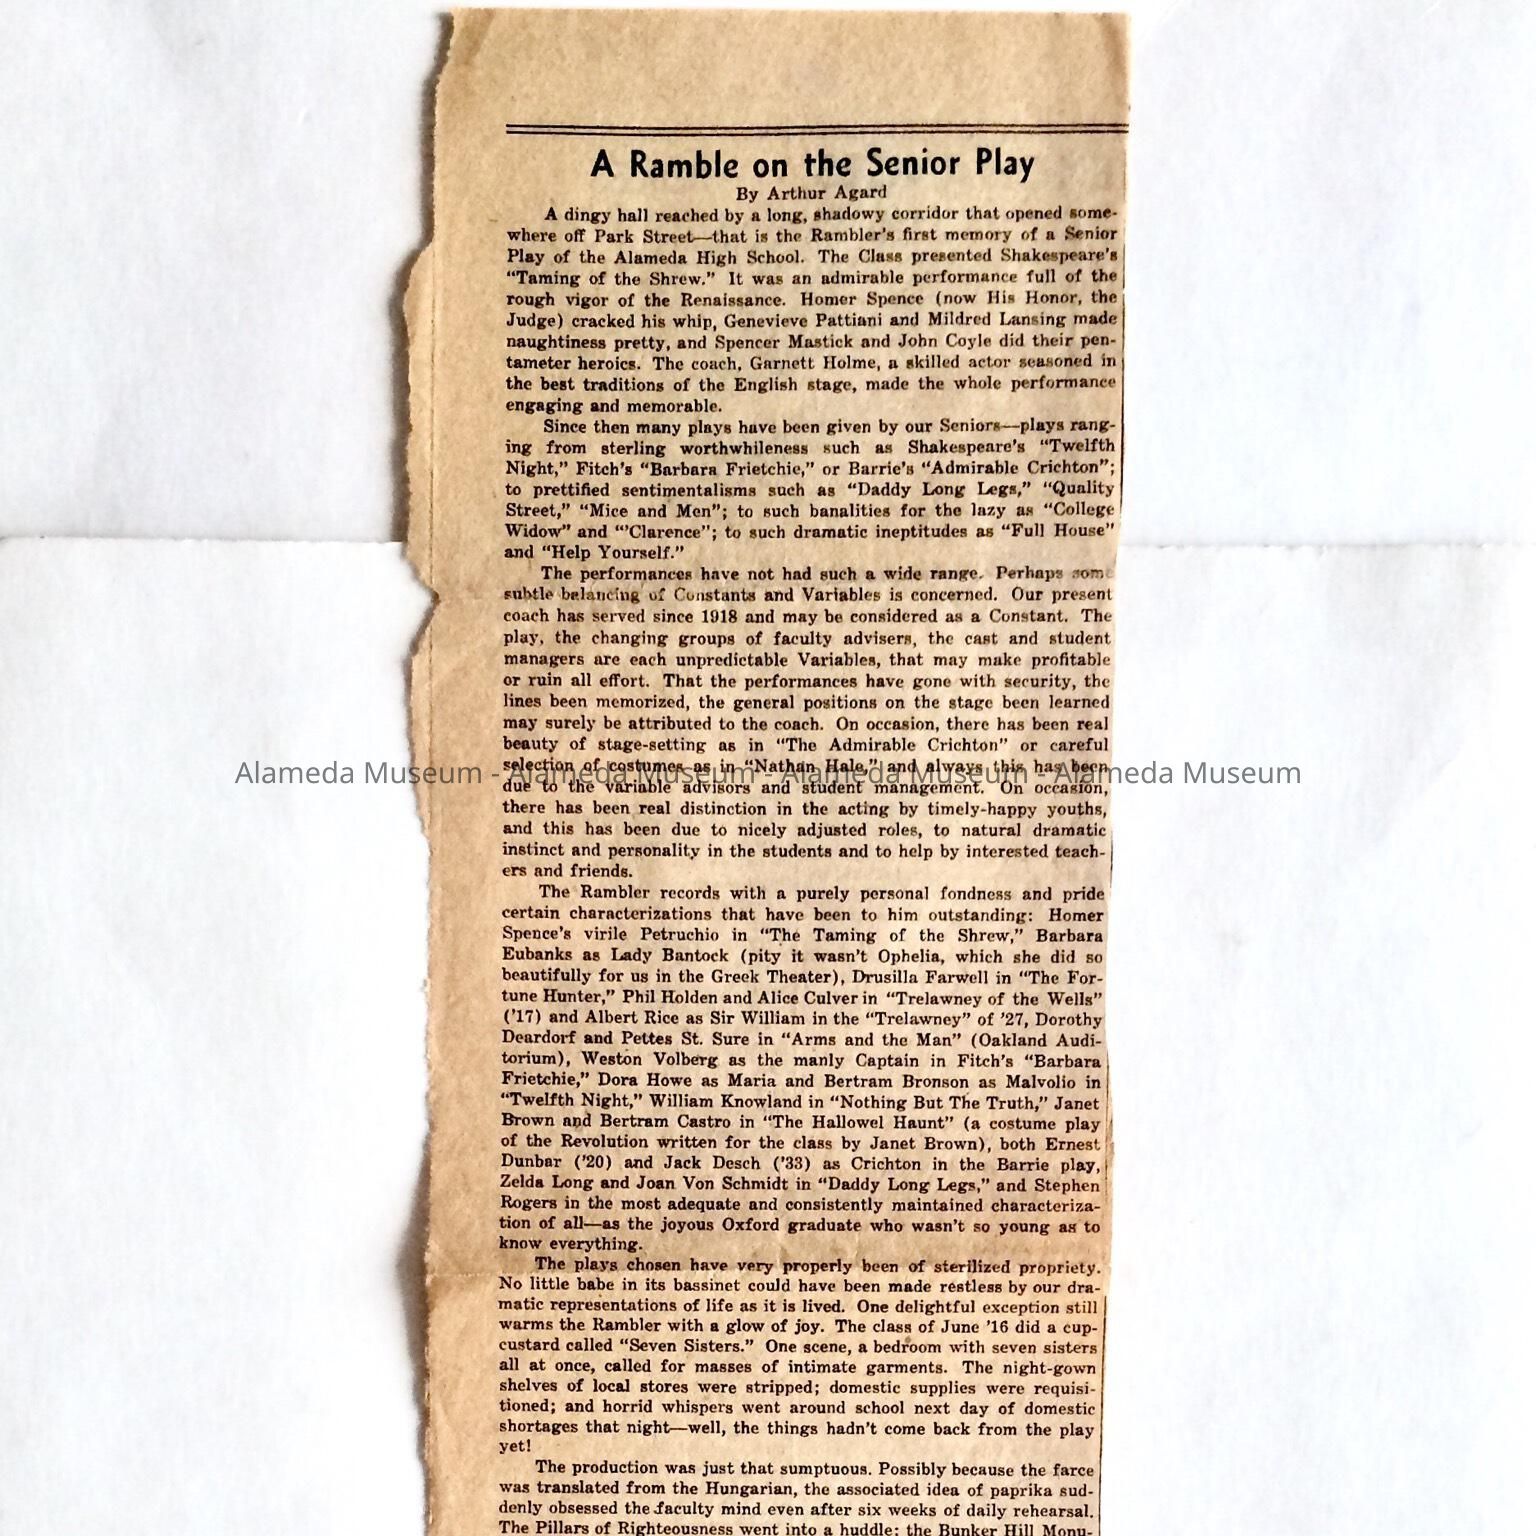 A Ramble on the Senior Play
By Arthur Agard
A dingy hall reached by a long, shadowy corridor that opened some-
where off Park Street—that is the Rambler's first memory of a Senior
Play of the Alameda High School. The Class presented Shakespeare's
"Taming of the Shrew." It was an admirable performance full of the
rough vigor of the Renaissance. Homer Spence (now His Honor, the
Judge) cracked his whip, Genevieve Pattiani and Mildred Lansing made
naughtiness pretty, and Spencer Mastick and John Coyle did their pen-
tameter heroics. The coach, Garnett Holme, a skilled actor seasoned in
the best traditions of the English stage, made the whole performance
engaging and memorable.
Since then many plays have been given by our Seniors—plays rang-
ing from sterling worthwhileness such as Shakespeare's "Twelfth
Night," Fitch's "Barbara Frietchie," or Barrie's "Admirable Crichton";
to prettified sentimentalisms such as "Daddy Long Legs," "Quality
Street," "Mice and Men"; to such banalities for the lazy as "College
Widow" and "'Clarence"; to such dramatic ineptitudes as "Full House"
and "Help Yourself."
The performances have not had such a wide range. Perhaps some
subtle balancing of Constants and Variables is concerned. Our present
coach has served since 1918 and may be considered as a Constant. The
play, the changing groups of faculty advisers, the cast and student
managers are each unpredictable Variables, that may make profitable
or ruin all effort. That the performances have gone with security, the
lines been memorized, the general positions on the stage been learned
may surely be attributed to the coach. On occasion, there has been real
beauty of stage-setting as in "The Admirable Crichton" or careful
selection of costumes as in "Nathan Hale," and always this has been
Alameda Museum - Alameda Museum - Alameda Museum - Alameda Museum
due to the variable advisors and student management. On occasion,
there has been real distinction in the acting by timely-happy youths,
and this has been due to nicely adjusted roles, to natural dramatic
instinct and personality in the students and to help by interested teach-
ers and friends.
The Rambler records with a purely personal fondness and pride
certain characterizations that have been to him outstanding: Homer
Spence's virile Petruchio in "The Taming of the Shrew," Barbara
Eubanks as Lady Bantock (pity it wasn't Ophelia, which she did so
beautifully for us in the Greek Theater), Drusilla Farwell in "The For-
tune Hunter," Phil Holden and Alice Culver in "Trelawney of the Wells"
('17) and Albert Rice as Sir William in the "Trelawney" of '27, Dorothy
Deardorf and Pettes St. Sure in "Arms and the Man" (Oakland Audi-
torium), Weston Volberg as the manly Captain in Fitch's "Barbara
Frietchie," Dora Howe as Maria and Bertram Bronson as Malvolio in
"Twelfth Night," William Knowland in "Nothing But The Truth," Janet
Brown and Bertram Castro in "The Hallowel Haunt" (a costume play
of the Revolution written for the class by Janet Brown), both Ernest
Dunbar ('20) and Jack Desch ('33) as Crichton in the Barrie play,
Zelda Long and Joan Von Schmidt in "Daddy Long Legs," and Stephen
Rogers in the most adequate and consistently maintained characteriza-
tion of all—as the joyous Oxford graduate who wasn't so young as to
know everything.
The plays chosen have very properly been of sterilized propriety.
No little babe in its bassinet could have been made restless by our dra-
matic representations of life as it is lived. One delightful exception still
warms the Rambler with a glow of joy. The class of June '16 did a cup-
custard called "Seven Sisters." One scene, a bedroom with seven sisters
all at once, called for masses of intimate garments. The night-gown
shelves of local stores were stripped; domestic supplies were requisi-
tioned; and horrid whispers went around school next day of domestic
shortages that night—well, the things hadn't come back from the play
yet!
The production was just that sumptuous. Possibly because the farce
was translated from the Hungarian, the associated idea of paprika sud-
denly obsessed the faculty mind even after six weeks of daily rehearsal.
The Pillars of Righteousness went into a huddle; the Bunker Hill Monu-